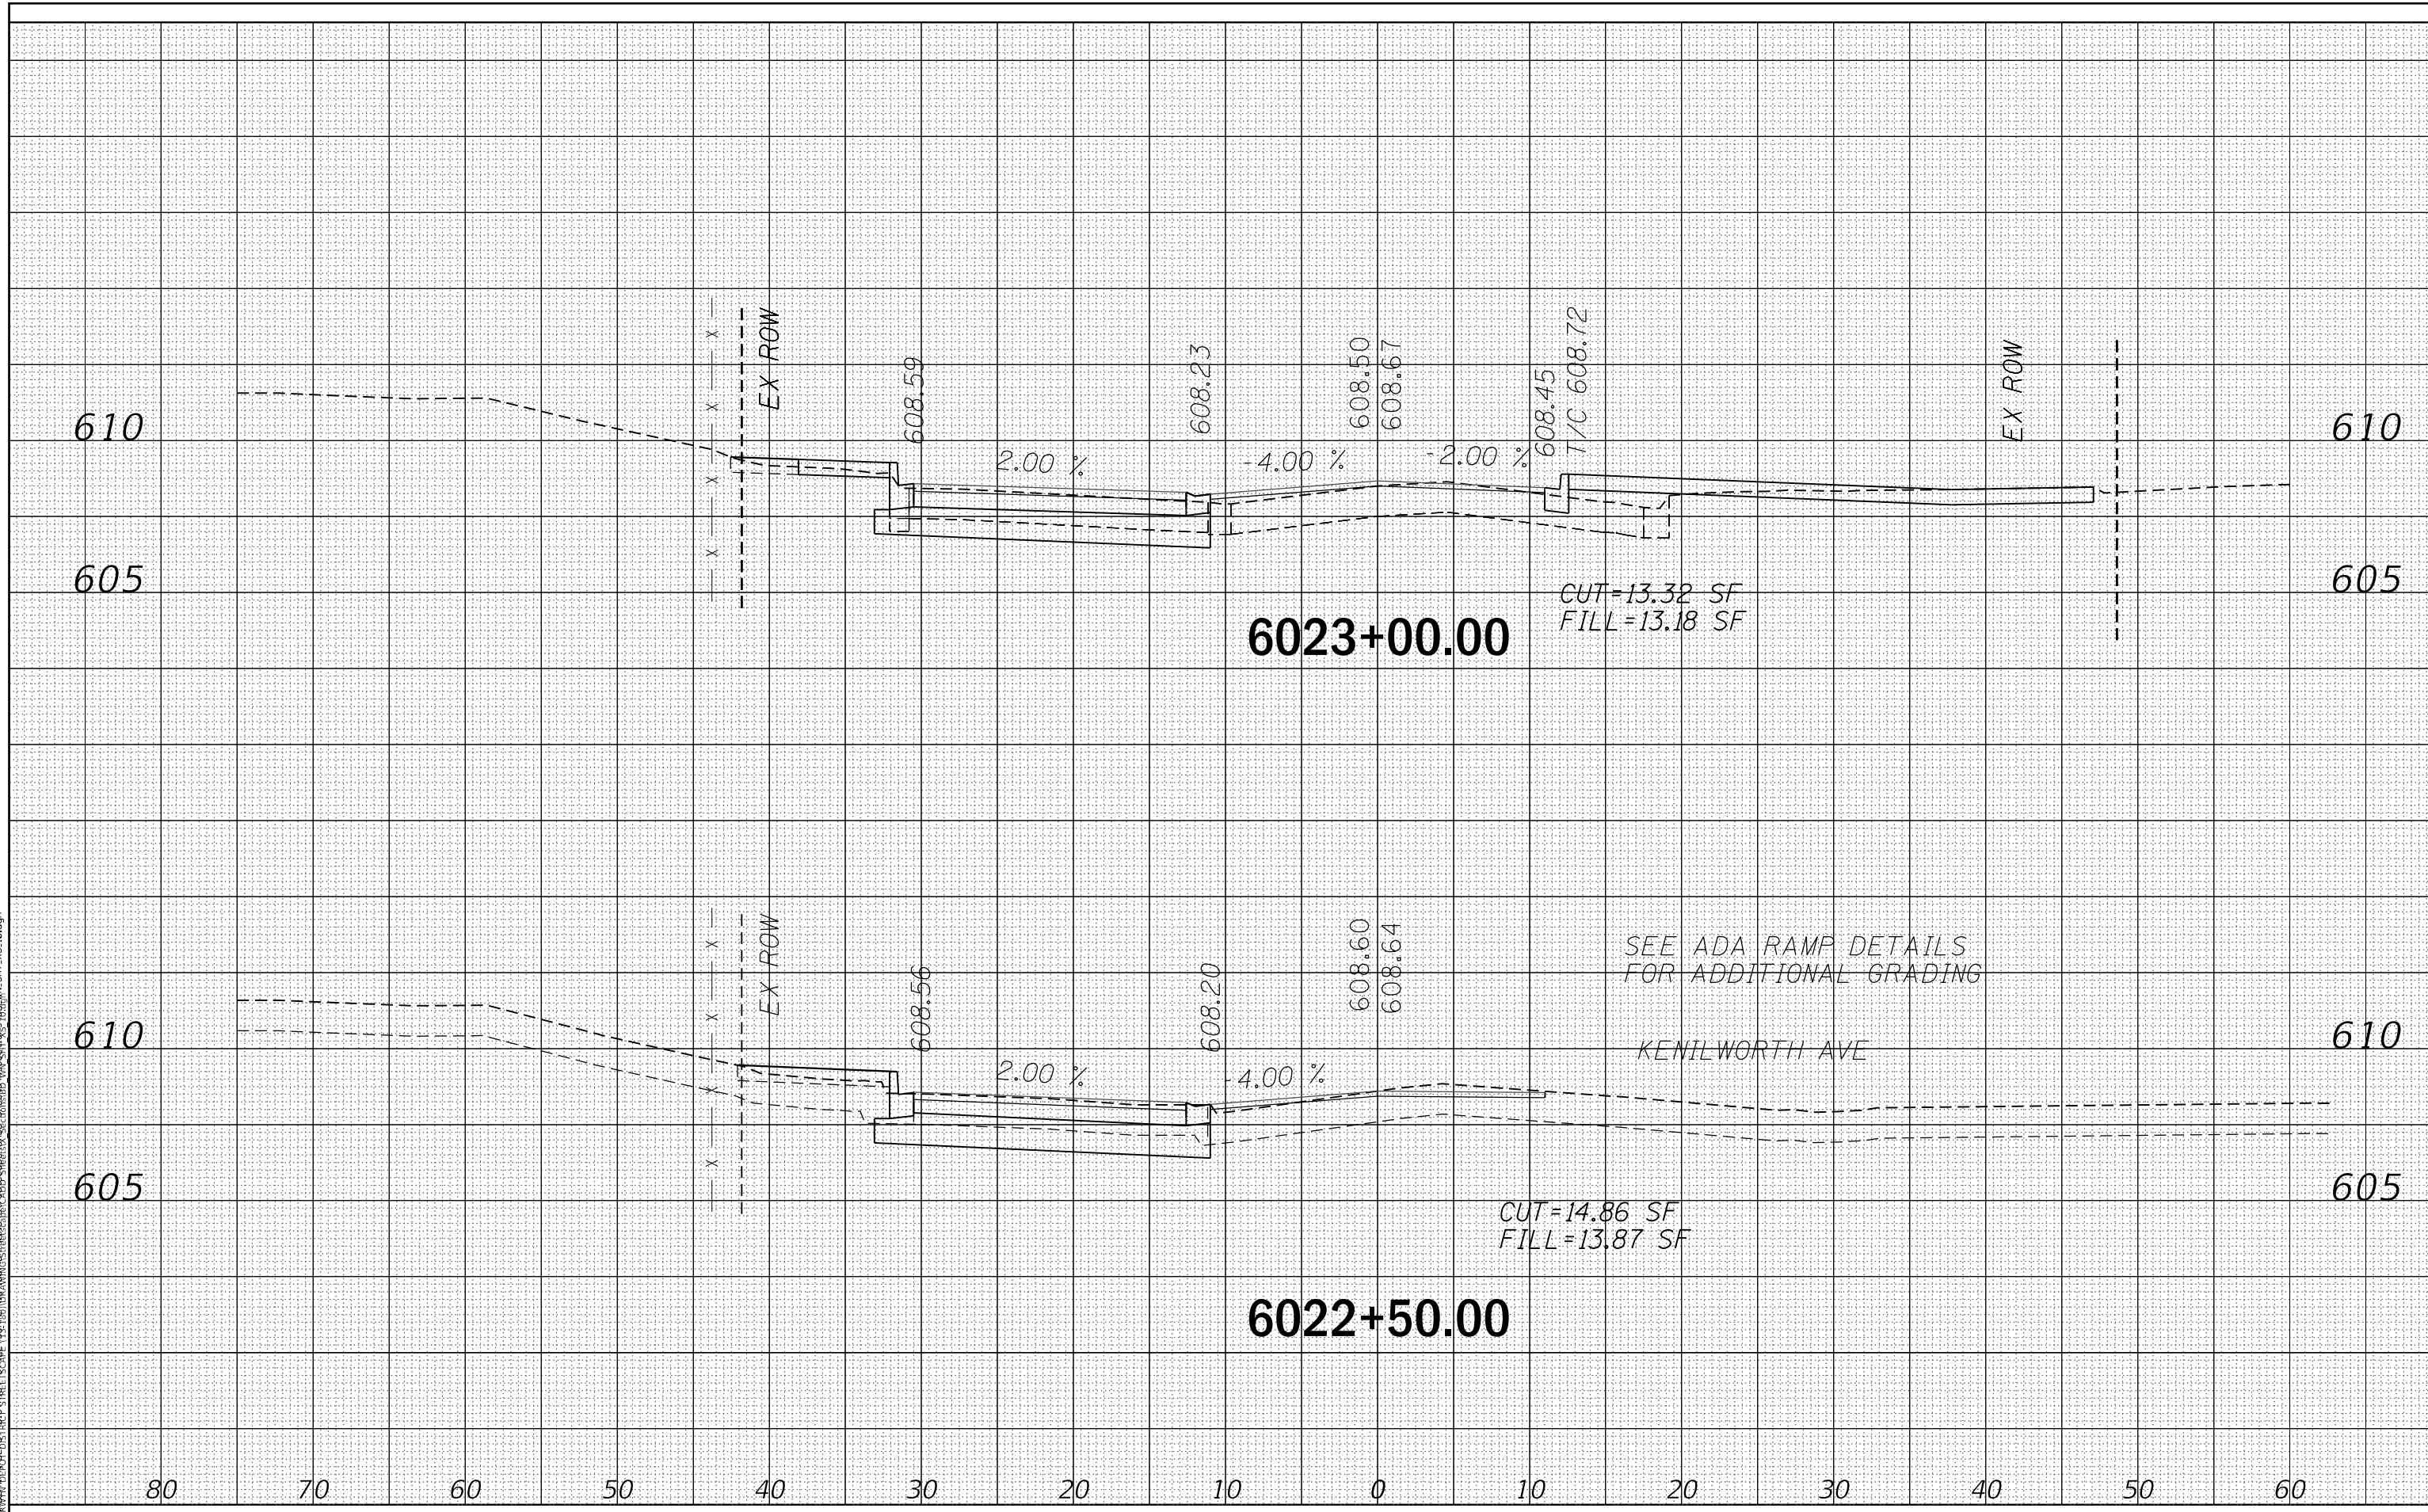 EX ROW
608.59
608.23
608.50
608.67
608.45
T/C 608.72
EX ROW
610
2.00 %
-4.00 %
-2.00 %
610
605
605
CUT=13.32 SF
FILL=13.18 SF
6023+00.00
EX ROW
608.56
608.20
608.60
608.64
SEE ADA RAMP DETAILS
FOR ADDITIONAL GRADING
610
KENILWORTH AVE
610
2.00 %
-4.00 %
605
605
CUT=14.86 SF
FILL=13.87 SF
6022+50.00
80 70 60 50 40 30 20 10 0 10 20 30 40 50 60